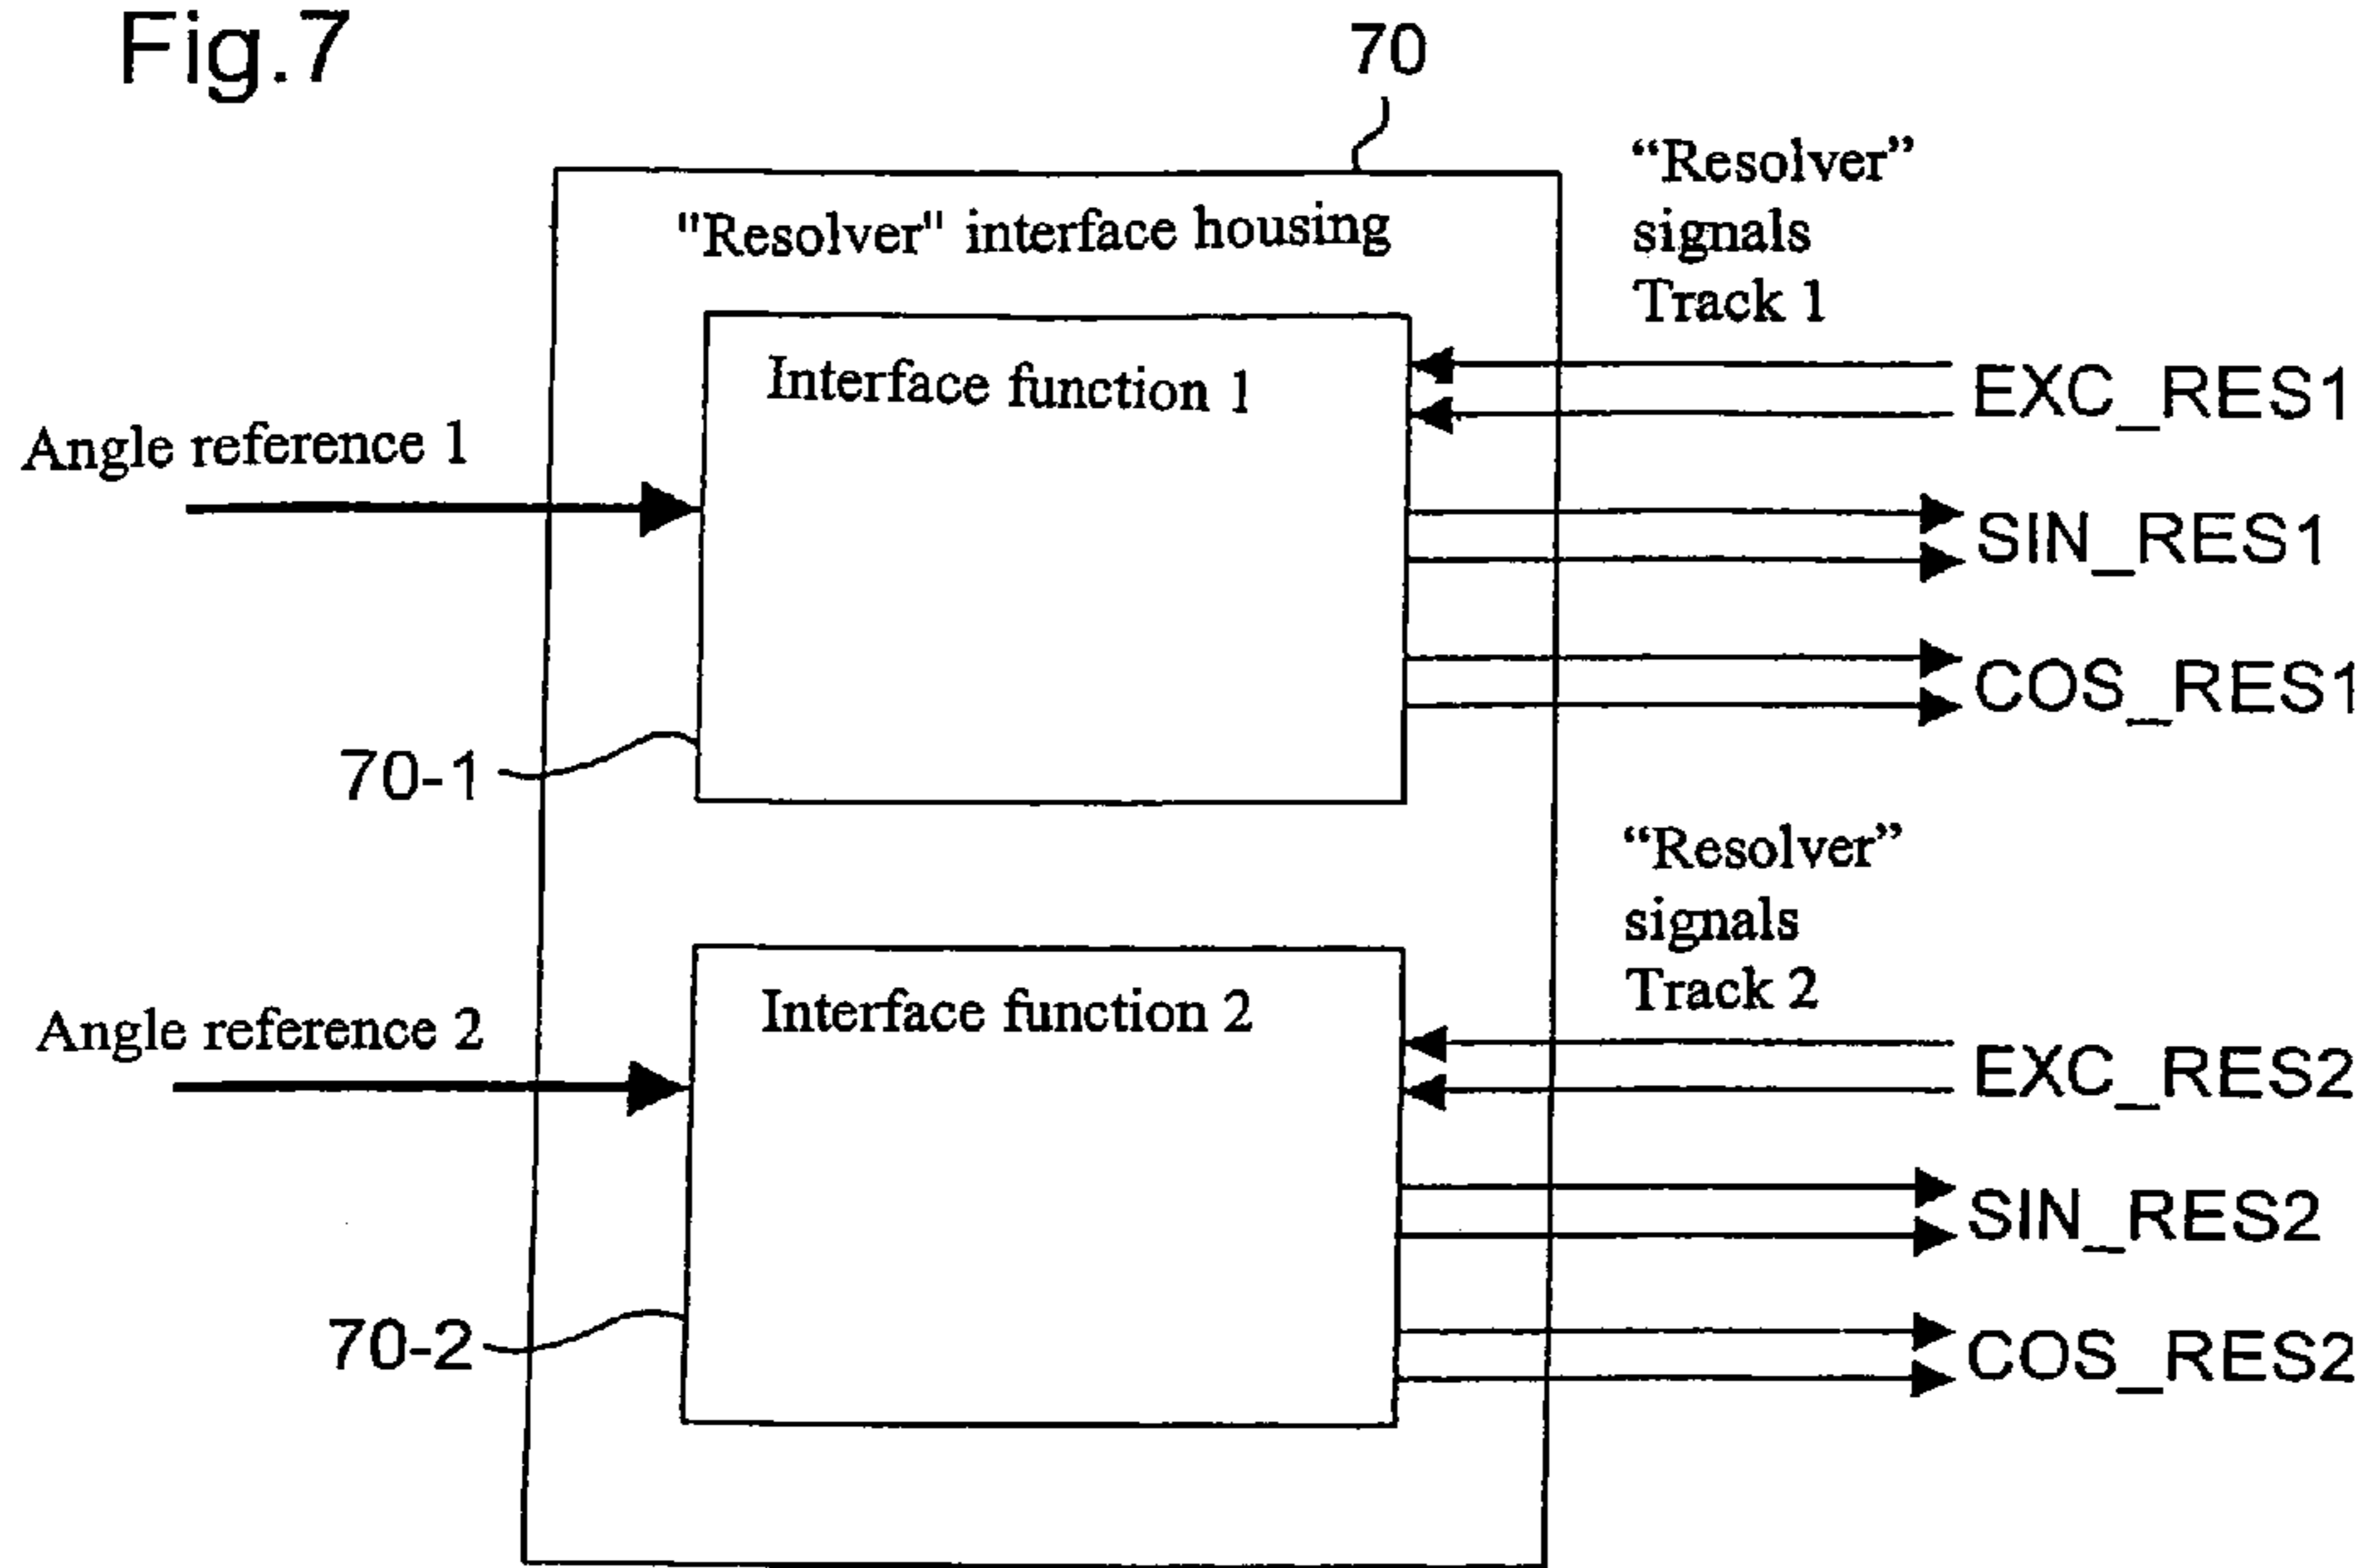 Fig.7
70
"Resolver" interface housing
“Resolver”
signals
Track 1
Interface function 1
Angle reference 1
EXC_RES1
SIN_RES1
COS_RES1
70-1
“Resolver”
signals
Track 2
Interface function 2
Angle reference 2
EXC_RES2
SIN_RES2
COS_RES2
70-2